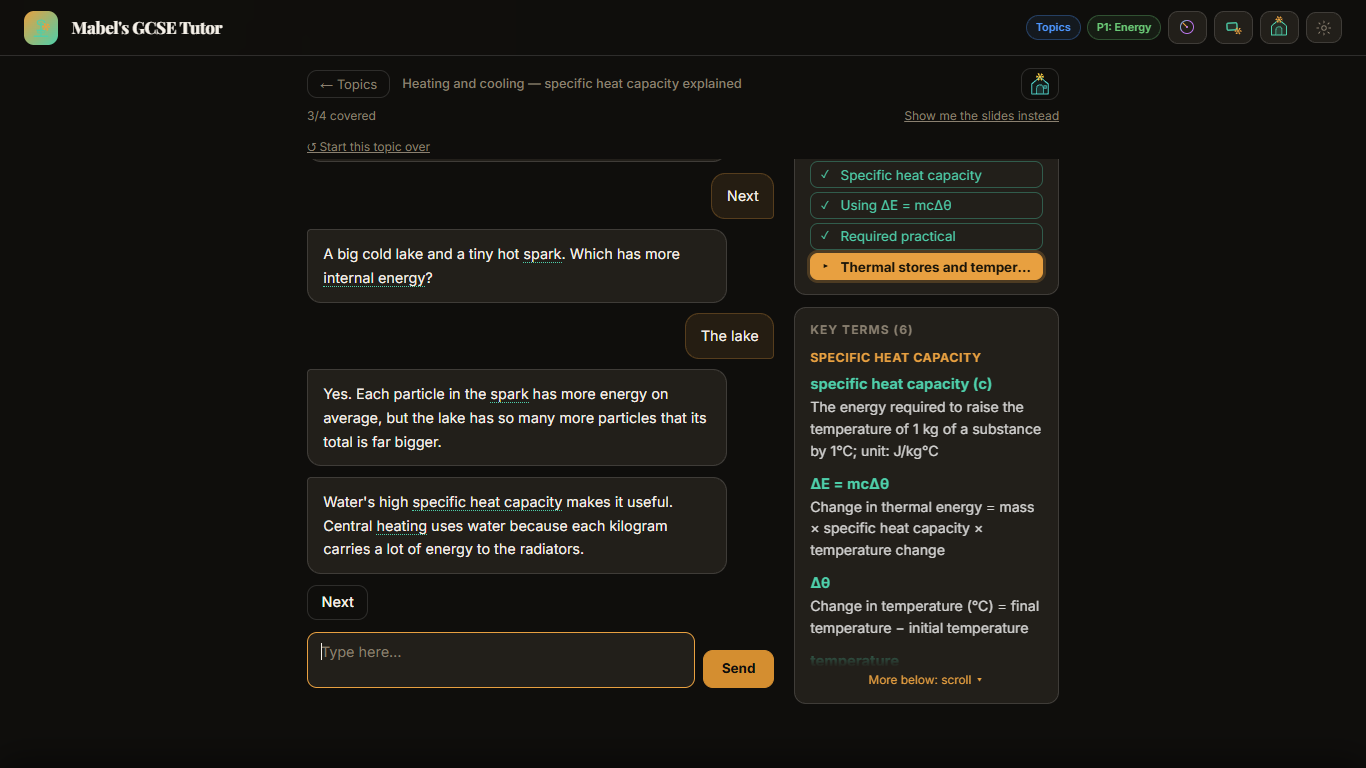 Mabel's GCSE Tutor
Topics
P1: Energy
← Topics
Heating and cooling — specific heat capacity explained
3/4 covered
Show me the slides instead
↺ Start this topic over
Next
A big cold lake and a tiny hot spark. Which has more
internal energy?
The lake
Yes. Each particle in the spark has more energy on
average, but the lake has so many more particles that its
total is far bigger.
Water's high specific heat capacity makes it useful.
Central heating uses water because each kilogram
carries a lot of energy to the radiators.
Next
Type here...
Send
✓ Specific heat capacity
✓ Using ΔE = mcΔθ
✓ Required practical
‣ Thermal stores and temper...
KEY TERMS (6)
SPECIFIC HEAT CAPACITY
specific heat capacity (c)
The energy required to raise the
temperature of 1 kg of a substance
by 1°C; unit: J/kg°C
ΔE = mcΔθ
Change in thermal energy = mass
× specific heat capacity ×
temperature change
Δθ
Change in temperature (°C) = final
temperature − initial temperature
temperature
More below: scroll ▾